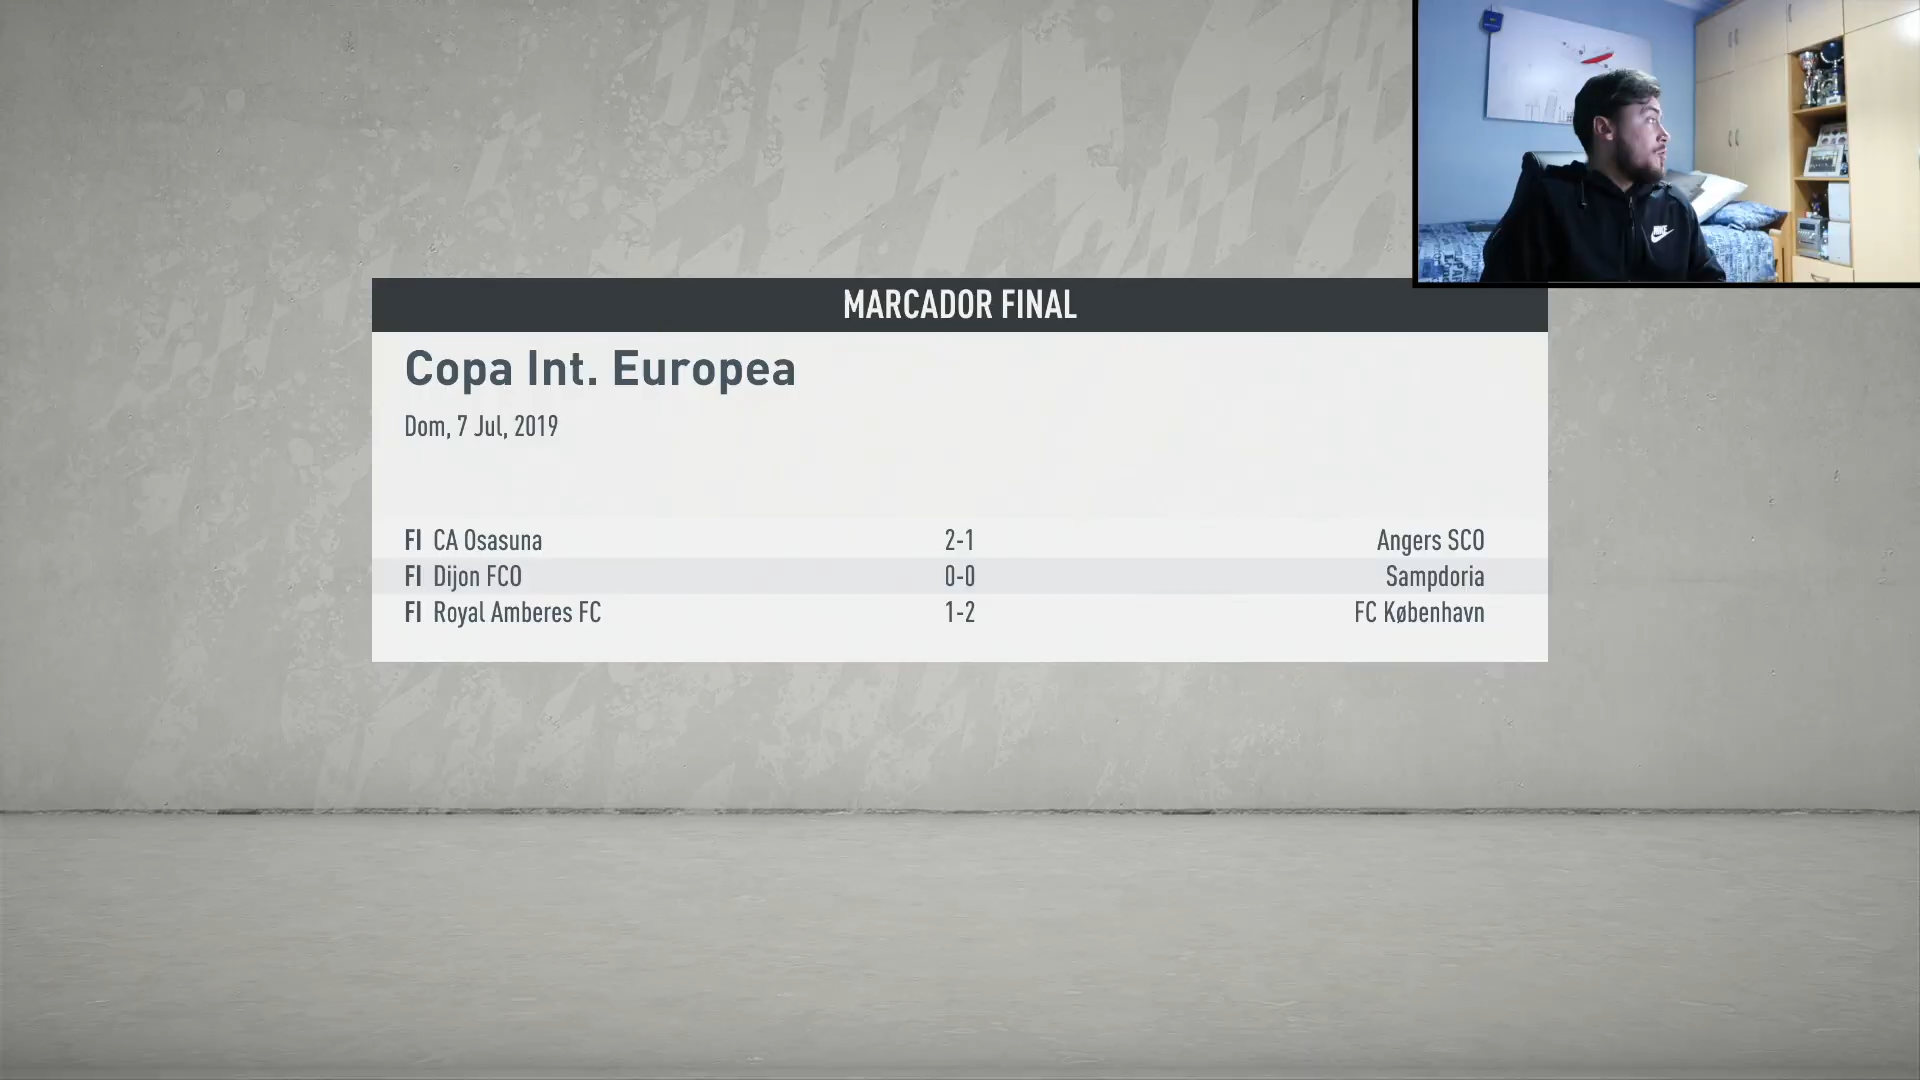 MARCADOR FINAL
Copa Int. Europea
Dom, 7 Jul, 2019
FI CA Osasuna 2-1 Angers SCO
FI Dijon FCO 0-0 Sampdoria
FI Royal Amberes FC 1-2 FC København
NIKE